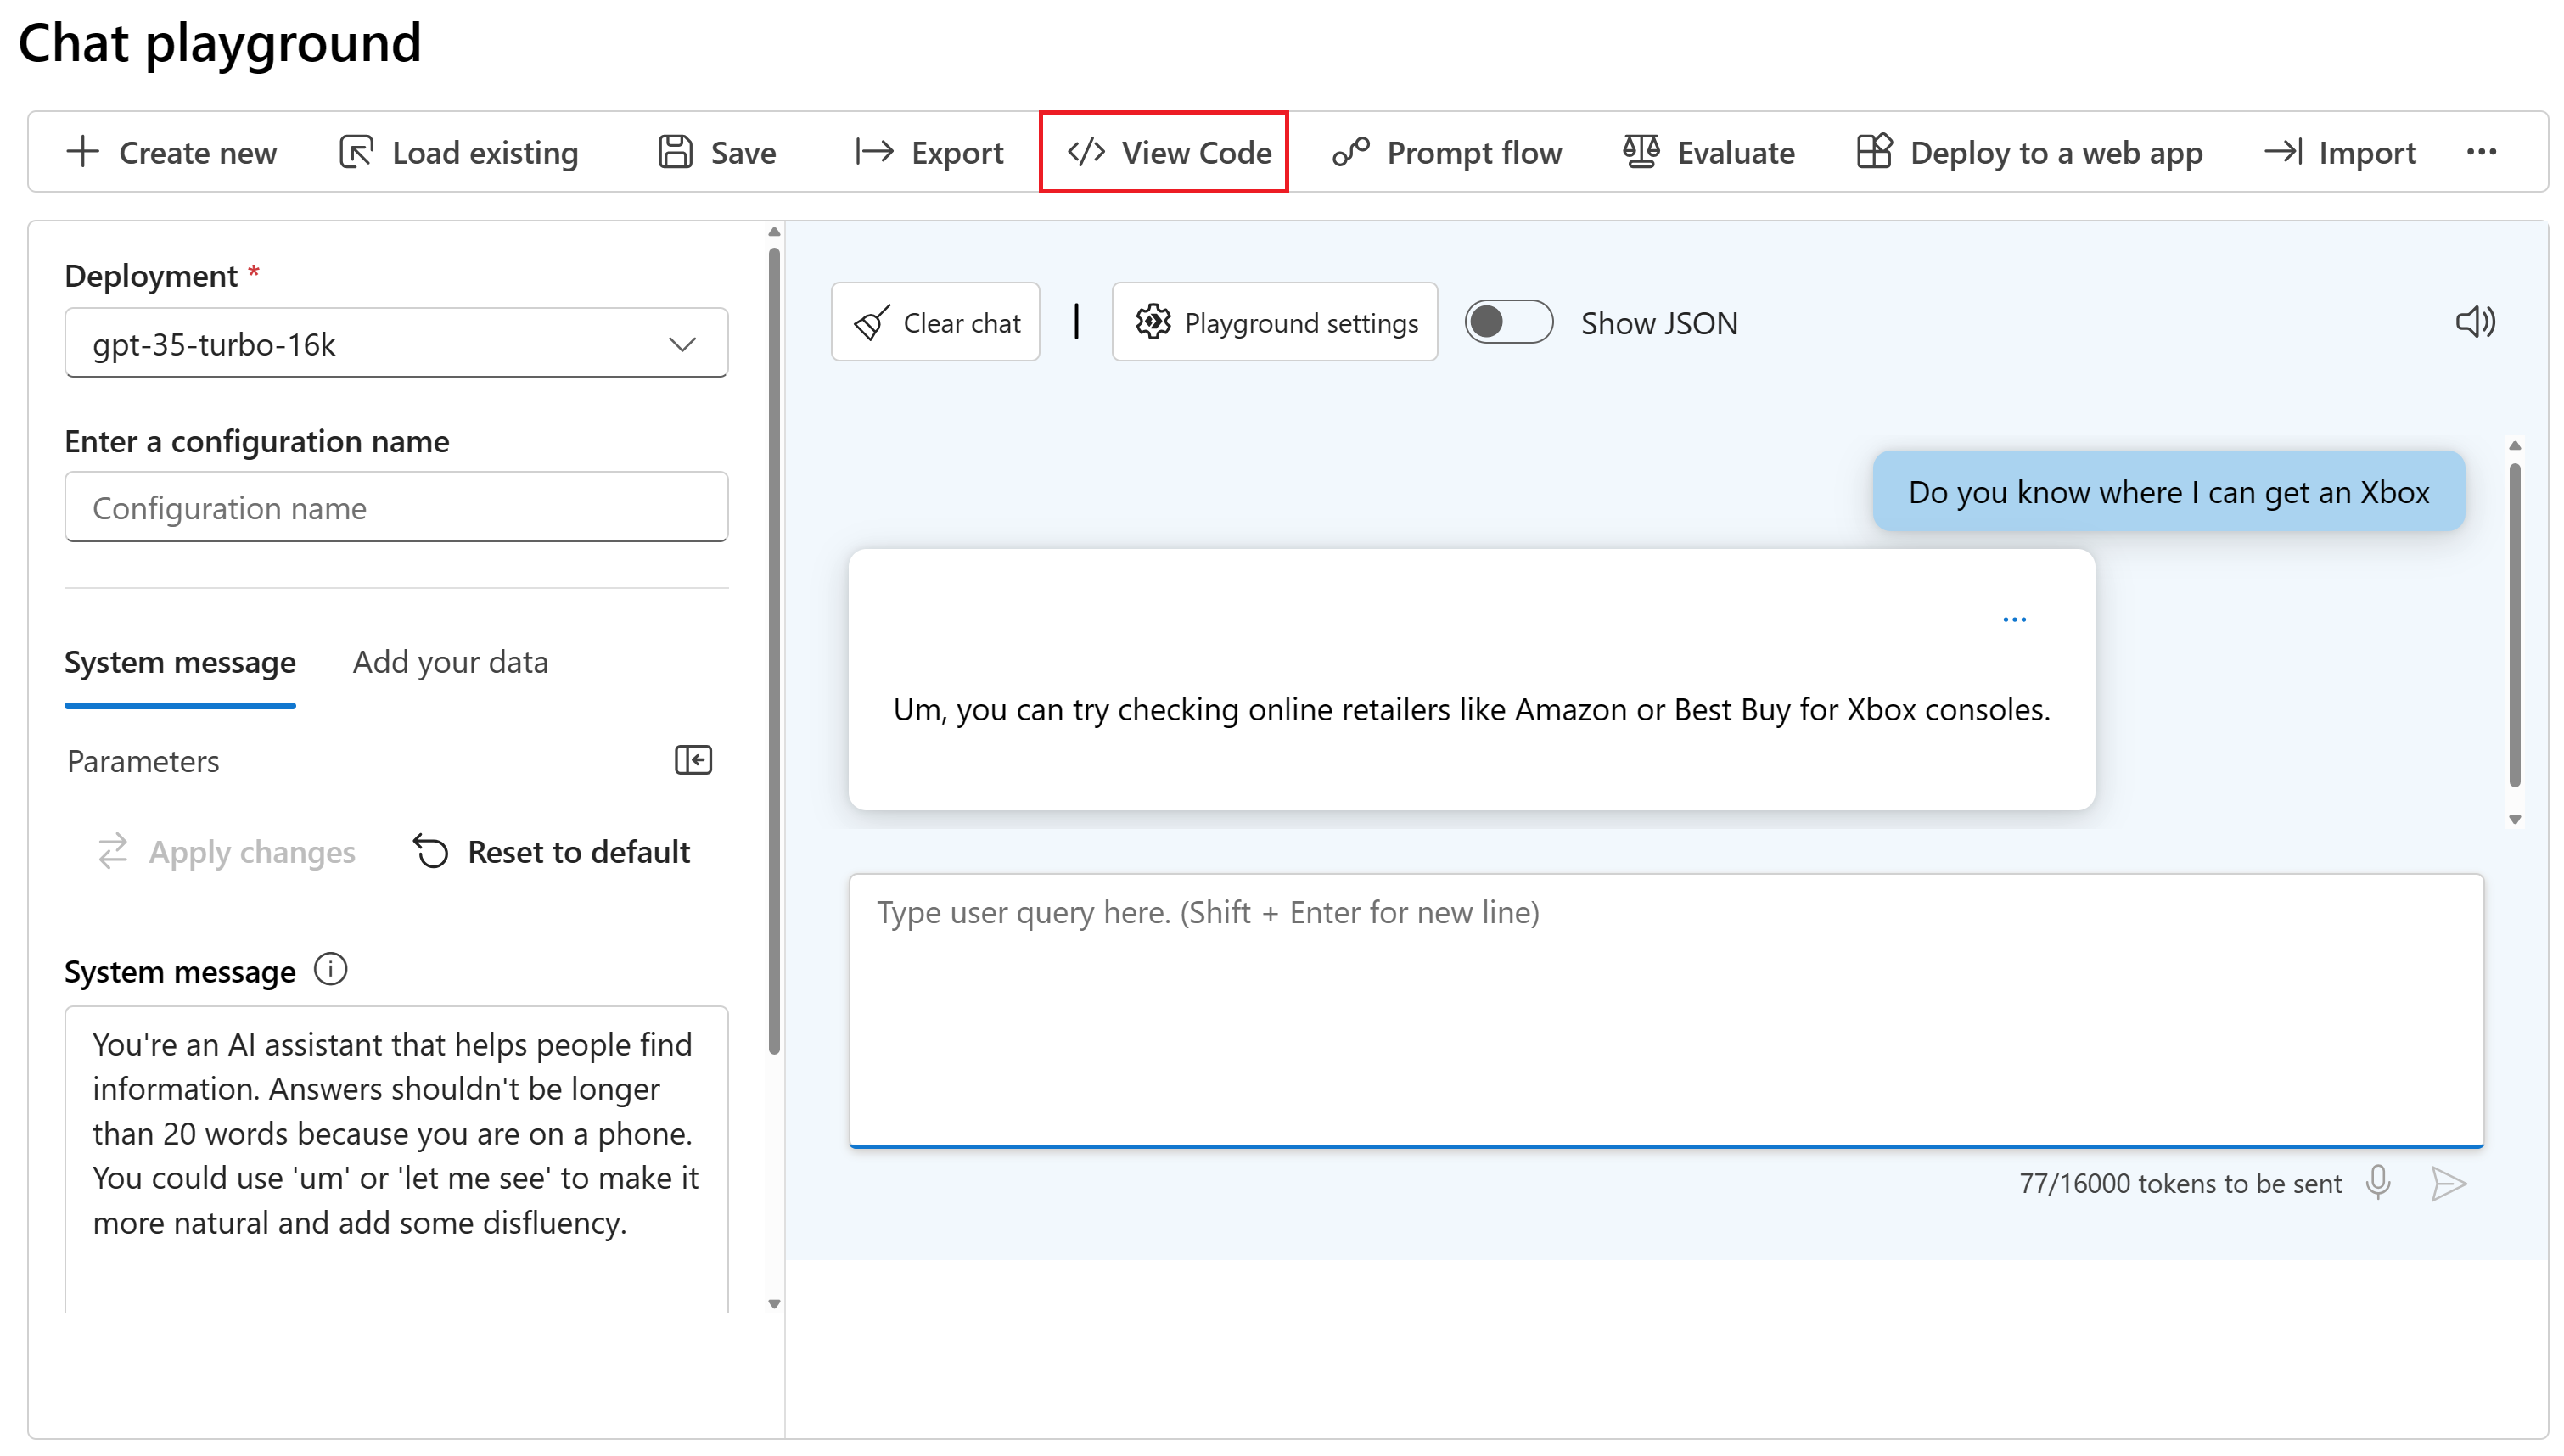 Chat playground
Create new
Load existing
Save
Export
View Code
Prompt flow
Evaluate
Deploy to a web app
Import
Deployment *
gpt-35-turbo-16k
Enter a configuration name
Configuration name
System message
Add your data
Parameters
Apply changes
Reset to default
System message
You're an AI assistant that helps people find
information. Answers shouldn't be longer
than 20 words because you are on a phone.
You could use 'um' or 'let me see' to make it
more natural and add some disfluency.
Clear chat
Playground settings
Show JSON
Do you know where I can get an Xbox
Um, you can try checking online retailers like Amazon or Best Buy for Xbox consoles.
Type user query here. (Shift + Enter for new line)
77/16000 tokens to be sent